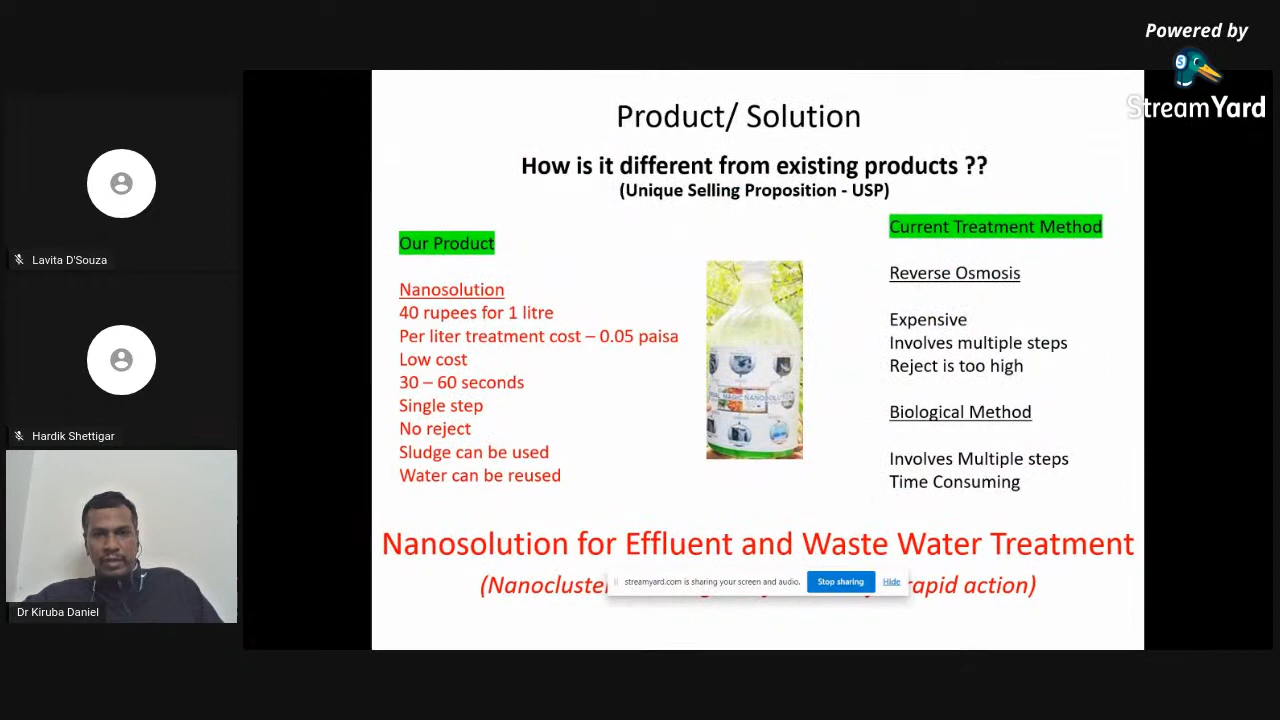 Powered by
StreamYard
Product/ Solution
How is it different from existing products ??
(Unique Selling Proposition - USP)
Our Product
Nanosolution
40 rupees for 1 litre
Per liter treatment cost – 0.05 paisa
Low cost
30 – 60 seconds
Single step
No reject
Sludge can be used
Water can be reused
MAGIC NANOSOLUTION
Current Treatment Method
Reverse Osmosis
Expensive
Involves multiple steps
Reject is too high
Biological Method
Involves Multiple steps
Time Consuming
Nanosolution for Effluent and Waste Water Treatment
(Nanocluster rapid action)
streamyard.com is sharing your screen and audio. Stop sharing Hide
Lavita D'Souza
Hardik Shettigar
Dr Kiruba Daniel